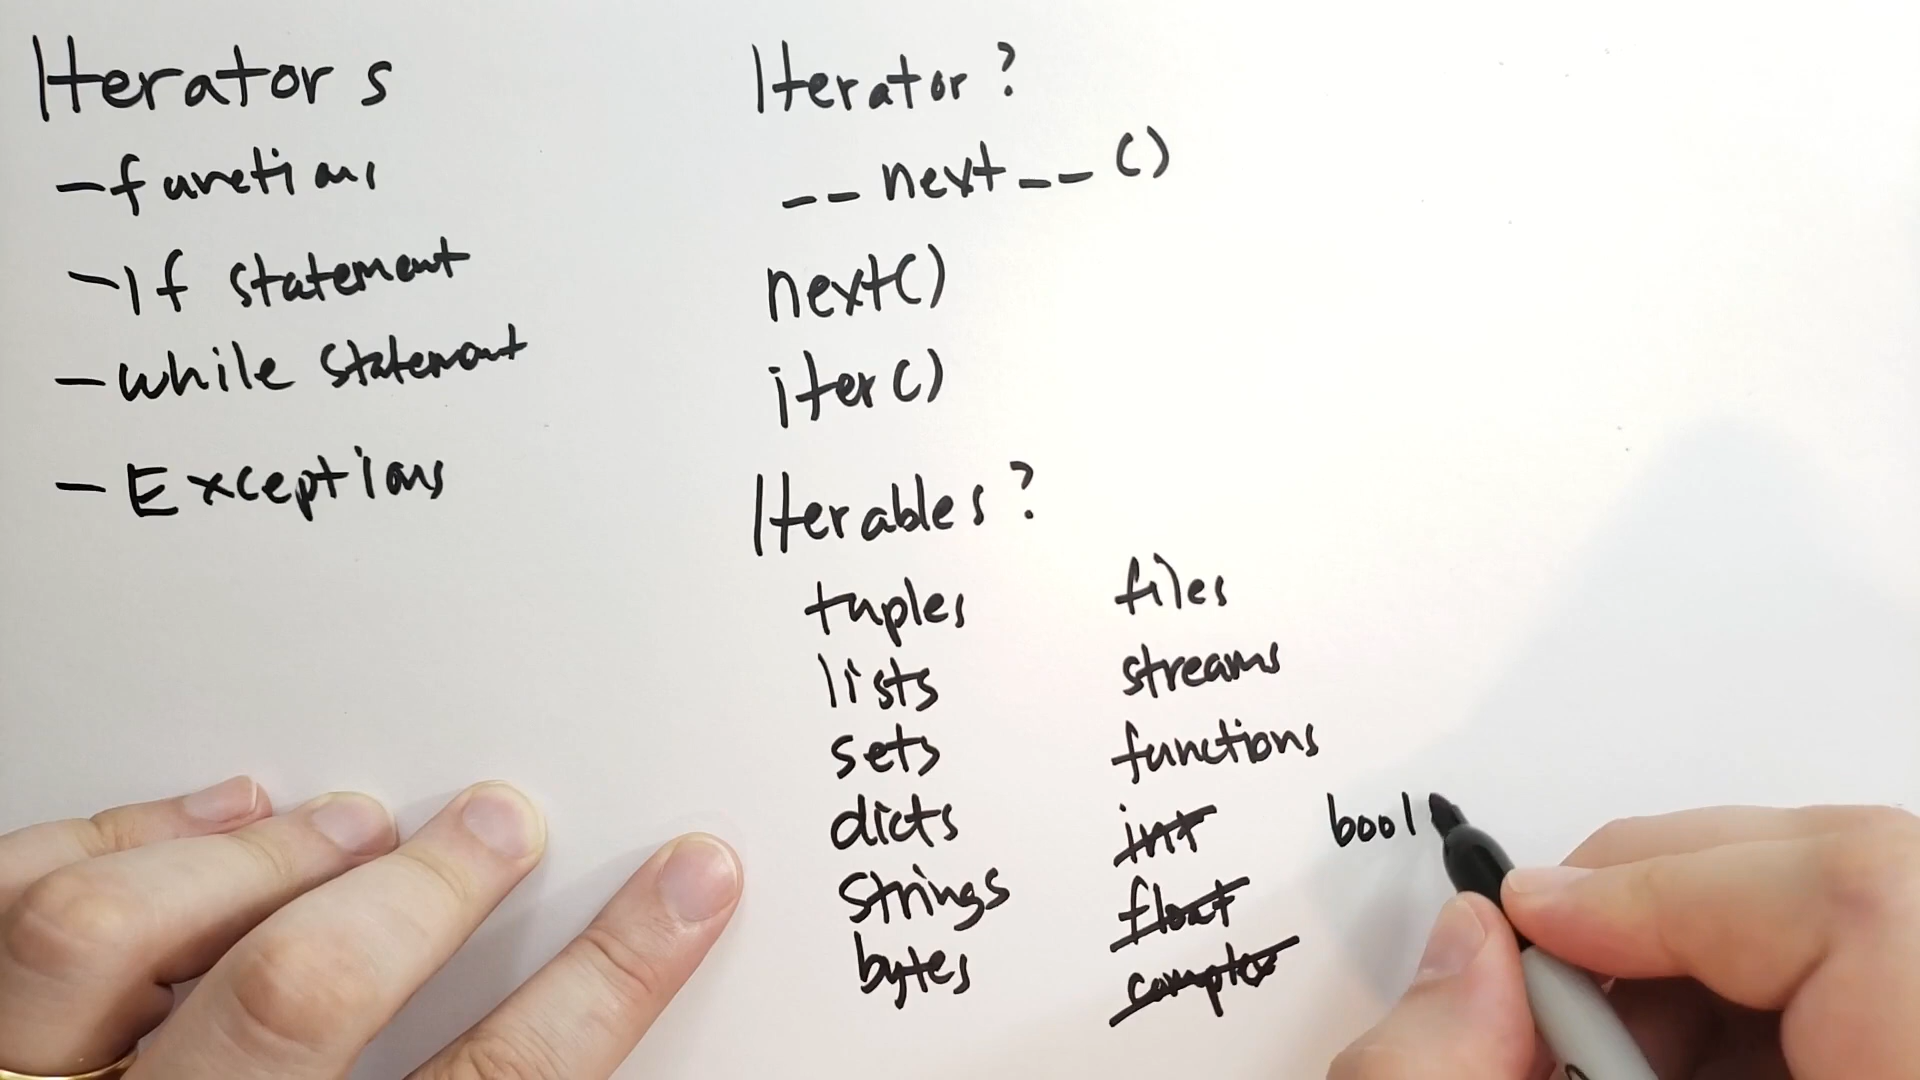 Iterators
- functions
- If statement
- while statement
- Exceptions
Iterator?
__next__()
next()
iter()
Iterables?
tuples
lists
sets
dicts
strings
bytes
files
streams
functions
int
float
complex
bool